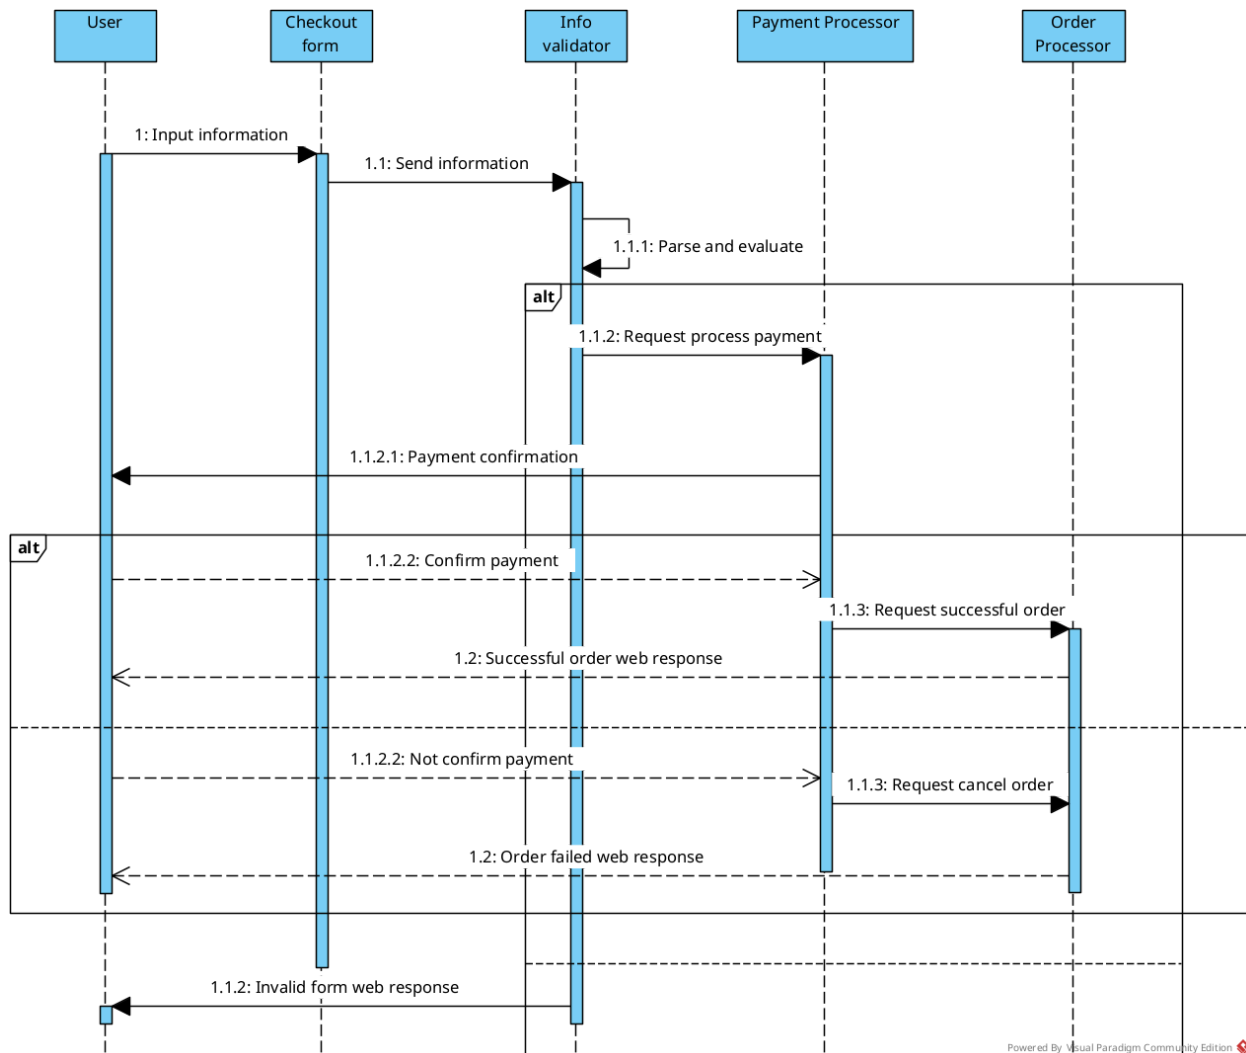 User
Checkout
form
Info
validator
Payment Processor
Order
Processor
1: Input information
1.1: Send information
1.1.1: Parse and evaluate
alt
1.1.2: Request process payment
1.1.2.1: Payment confirmation
alt
1.1.2.2: Confirm payment
1.1.3: Request successful order
1.2: Successful order web response
1.1.2.2: Not confirm payment
1.1.3: Request cancel order
1.2: Order failed web response
1.1.2: Invalid form web response
Powered By Visual Paradigm Community Edition